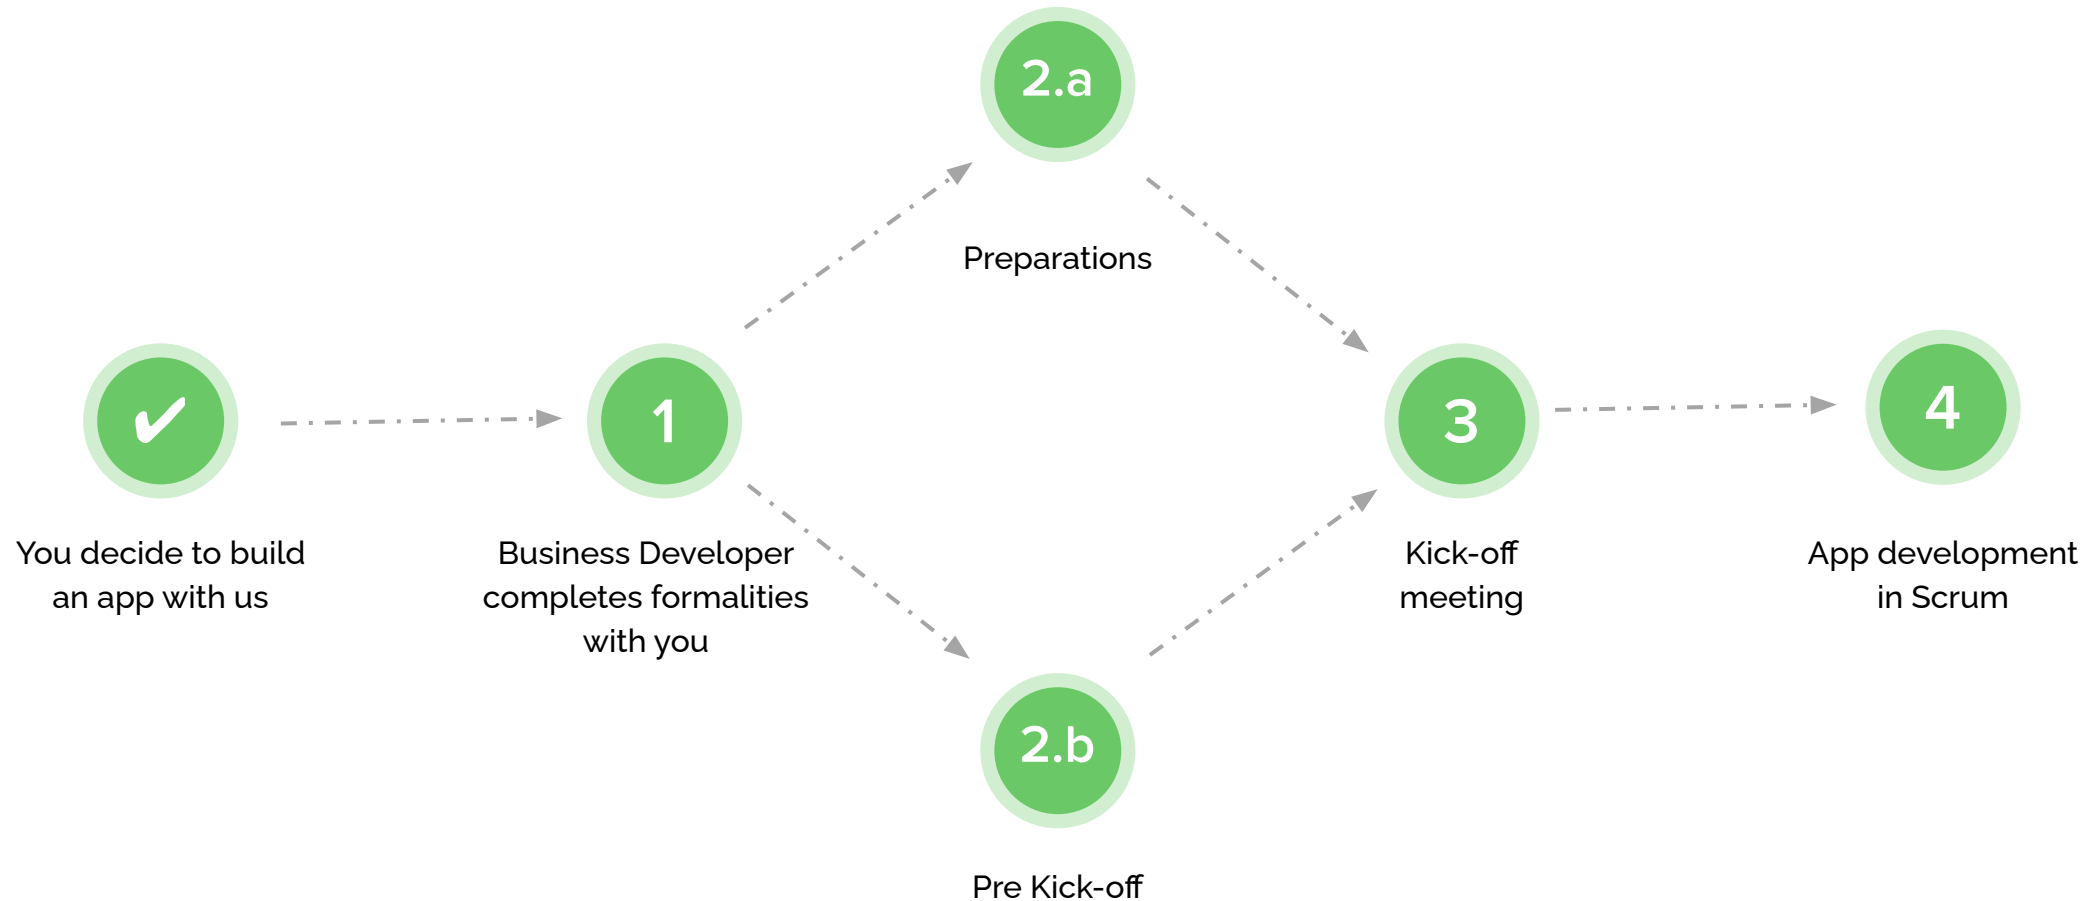 2.a
Preparations
✔
You decide to build
an app with us
1
Business Developer
completes formalities
with you
2.b
Pre Kick-off
3
Kick-off
meeting
4
App development
in Scrum